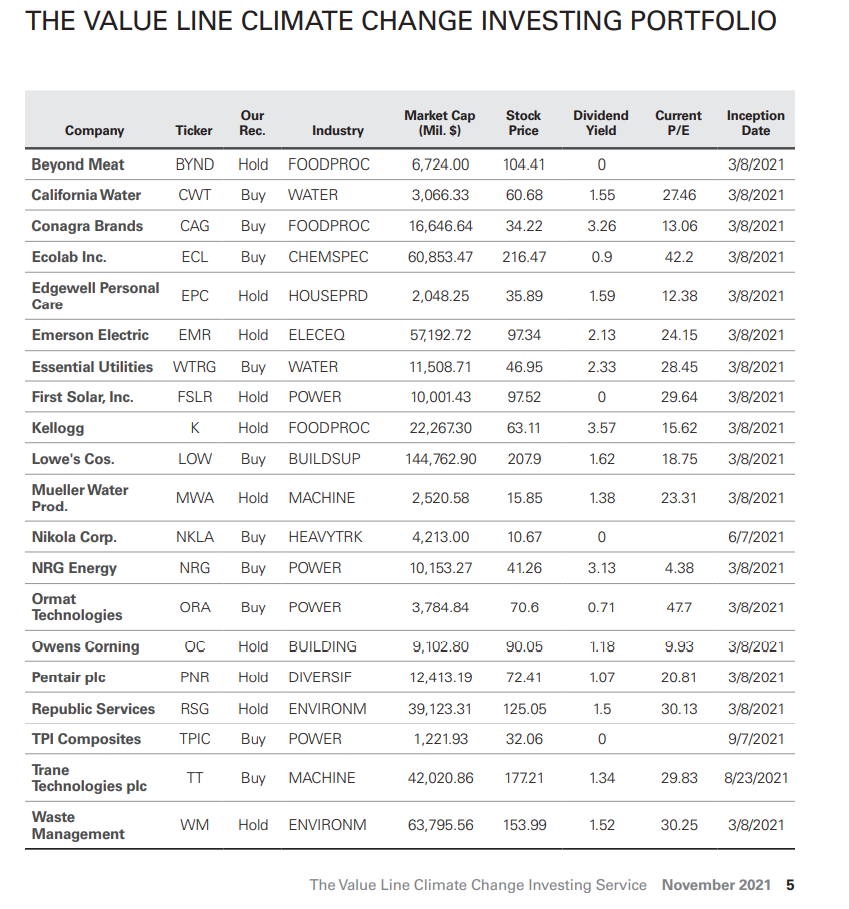 THE VALUE LINE CLIMATE CHANGE INVESTING PORTFOLIO
Company Ticker Our Rec. Industry Market Cap (Mil. $) Stock Price Dividend Yield Current P/E Inception Date
Beyond Meat BYND Hold FOODPROC 6,724.00 104.41 0 3/8/2021
California Water CWT Buy WATER 3,066.33 60.68 1.55 27.46 3/8/2021
Conagra Brands CAG Buy FOODPROC 16,646.64 34.22 3.26 13.06 3/8/2021
Ecolab Inc. ECL Buy CHEMSPEC 60,853.47 216.47 0.9 42.2 3/8/2021
Edgewell Personal Care EPC Hold HOUSEPRD 2,048.25 35.89 1.59 12.38 3/8/2021
Emerson Electric EMR Hold ELECEQ 57,192.72 97.34 2.13 24.15 3/8/2021
Essential Utilities WTRG Buy WATER 11,508.71 46.95 2.33 28.45 3/8/2021
First Solar, Inc. FSLR Hold POWER 10,001.43 97.52 0 29.64 3/8/2021
Kellogg K Hold FOODPROC 22,267.30 63.11 3.57 15.62 3/8/2021
Lowe's Cos. LOW Buy BUILDSUP 144,762.90 207.9 1.62 18.75 3/8/2021
Mueller Water Prod. MWA Hold MACHINE 2,520.58 15.85 1.38 23.31 3/8/2021
Nikola Corp. NKLA Buy HEAVYTRK 4,213.00 10.67 0 6/7/2021
NRG Energy NRG Buy POWER 10,153.27 41.26 3.13 4.38 3/8/2021
Ormat Technologies ORA Buy POWER 3,784.84 70.6 0.71 47.7 3/8/2021
Owens Corning OC Hold BUILDING 9,102.80 90.05 1.18 9.93 3/8/2021
Pentair plc PNR Hold DIVERSIF 12,413.19 72.41 1.07 20.81 3/8/2021
Republic Services RSG Hold ENVIRONM 39,123.31 125.05 1.5 30.13 3/8/2021
TPI Composites TPIC Buy POWER 1,221.93 32.06 0 9/7/2021
Trane Technologies plc TT Buy MACHINE 42,020.86 177.21 1.34 29.83 8/23/2021
Waste Management WM Hold ENVIRONM 63,795.56 153.99 1.52 30.25 3/8/2021
The Value Line Climate Change Investing Service November 2021 5